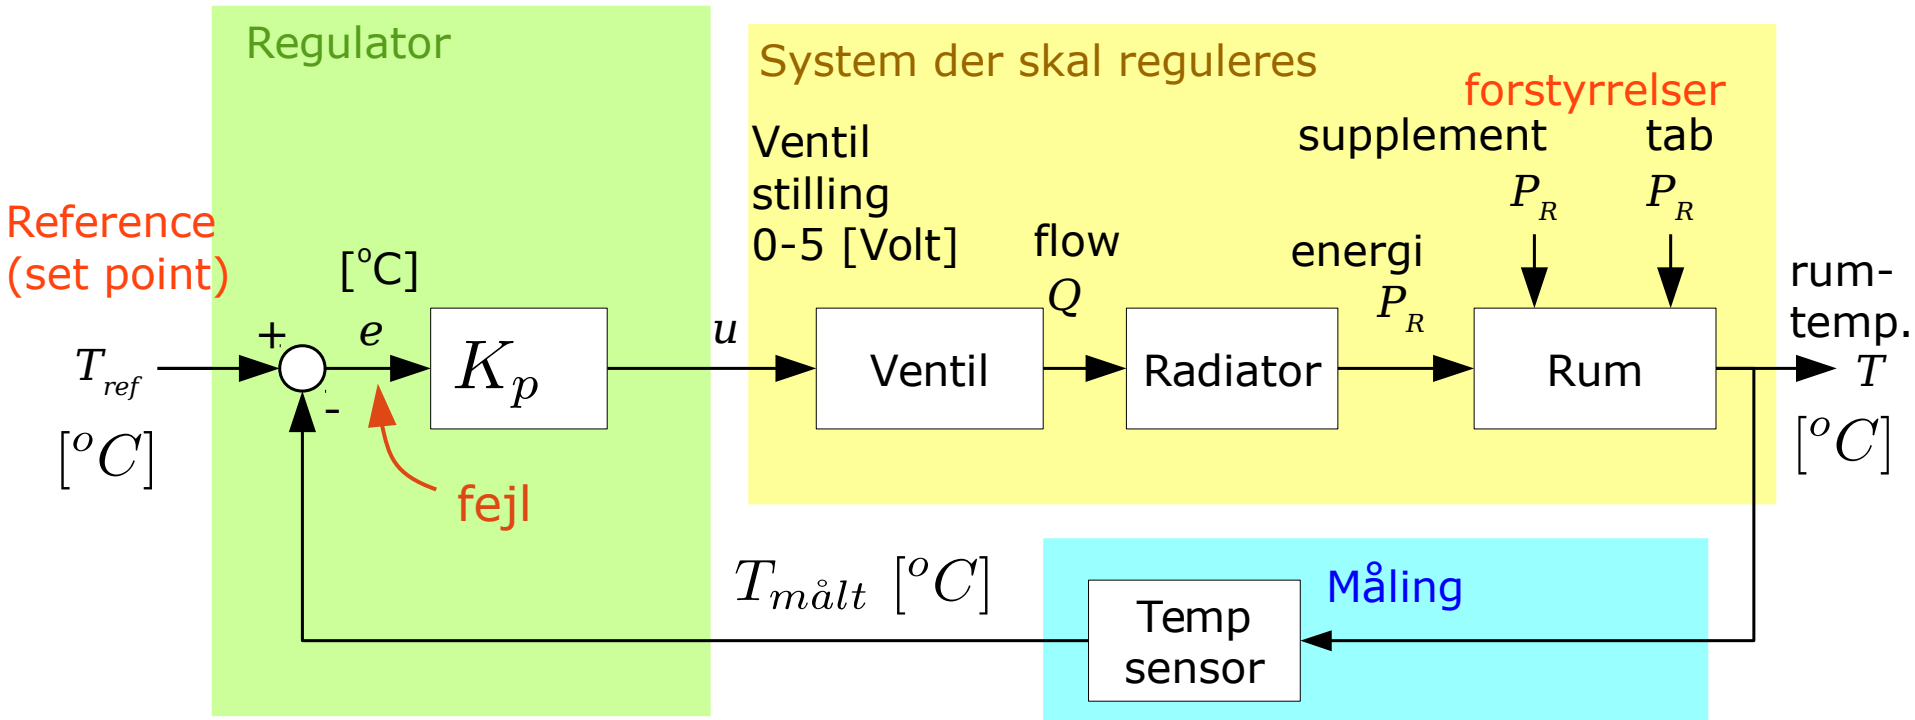 Regulator
System der skal reguleres
forstyrrelser
supplement
tab
P_R
P_R
Ventil
stilling
0-5 [Volt]
flow
Q
energi
P_R
Reference
(set point)
[°C]
e
+
-
T_ref
[°C]
K_p
u
Ventil
Radiator
Rum
rum-
temp.
T
[°C]
fejl
T_målt [°C]
Måling
Temp
sensor